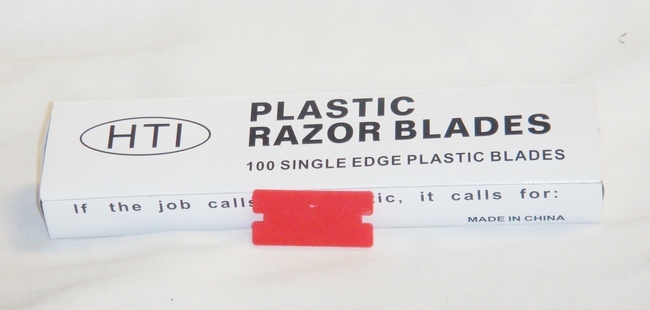 HTI
PLASTIC
RAZOR BLADES
100 SINGLE EDGE PLASTIC BLADES
If the job calls ic, it calls for:
MADE IN CHINA